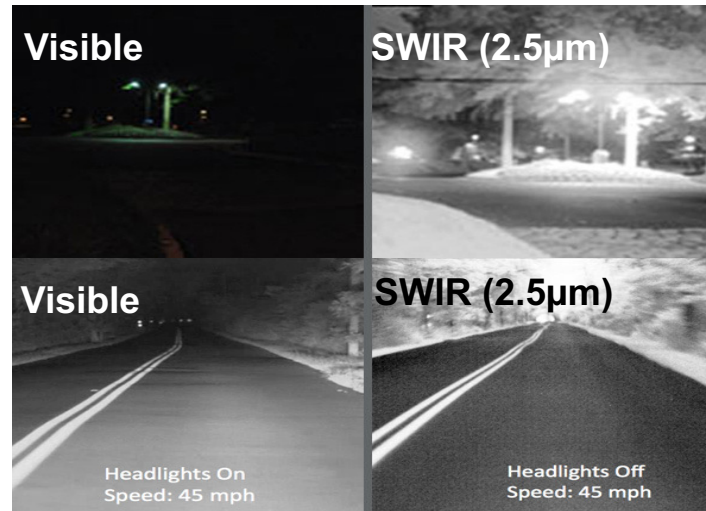 Visible
SWIR (2.5µm)
Visible
SWIR (2.5µm)
Headlights On
Speed: 45 mph
Headlights Off
Speed: 45 mph